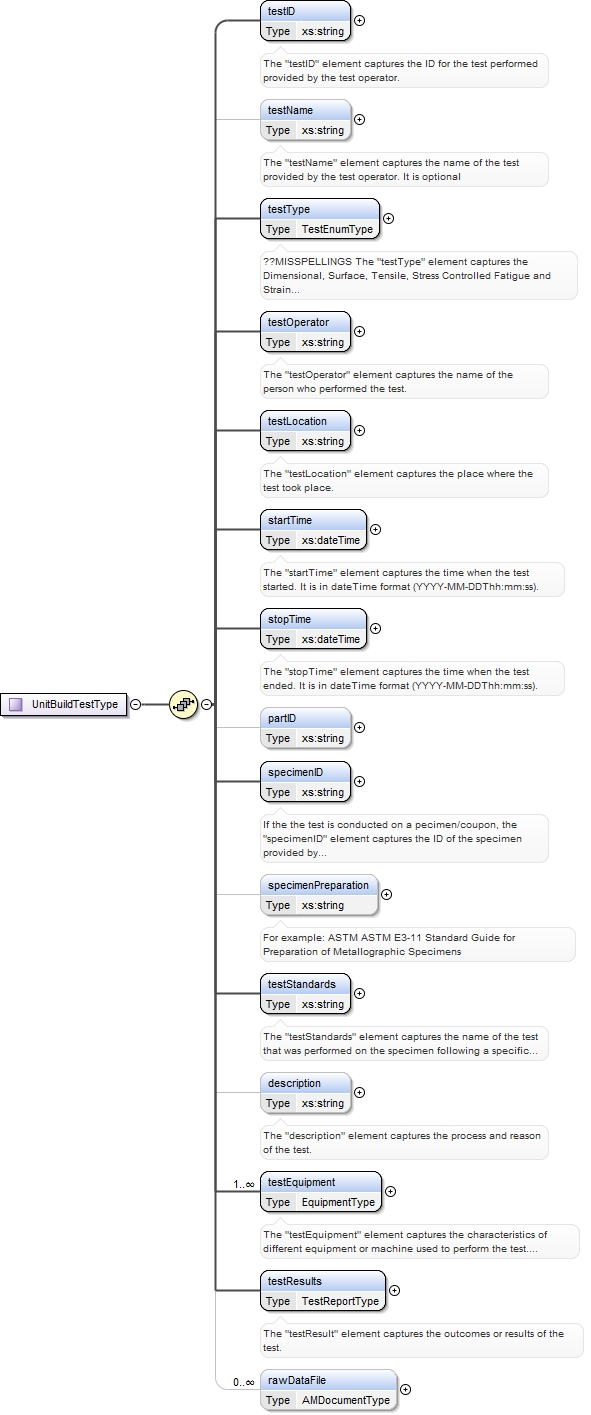 testID
Type xs:string
The "testID" element captures the ID for the test performed
provided by the test operator.
testName
Type xs:string
The "testName" element captures the name of the test
provided by the test operator. It is optional
testType
Type TestEnumType
??MISSPELLINGS The "testType" element captures the
Dimensional, Surface, Tensile, Stress Controlled Fatigue and
Strain...
testOperator
Type xs:string
The "testOperator" element captures the name of the
person who performed the test.
testLocation
Type xs:string
The "testLocation" element captures the place where the
test took place.
startTime
Type xs:dateTime
The "startTime" element captures the time when the test
started. It is in dateTime format (YYYY-MM-DDThh:mm:ss).
stopTime
Type xs:dateTime
The "stopTime" element captures the time when the test
ended. It is in dateTime format (YYYY-MM-DDThh:mm:ss).
UnitBuildTestType
partID
Type xs:string
specimenID
Type xs:string
If the the test is conducted on a pecimen/coupon, the
"specimenID" element captures the ID of the specimen
provided by...
specimenPreparation
Type xs:string
For example: ASTM ASTM E3-11 Standard Guide for
Preparation of Metallographic Specimens
testStandards
Type xs:string
The "testStandards" element captures the name of the test
that was performed on the specimen following a specific...
description
Type xs:string
The "description" element captures the process and reason
of the test.
1..∞
testEquipment
Type EquipmentType
The "testEquipment" element captures the characteristics of
different equipment or machine used to perform the test....
testResults
Type TestReportType
The "testResult" element captures the outcomes or results of the
test.
0..∞
rawDataFile
Type AMDocumentType